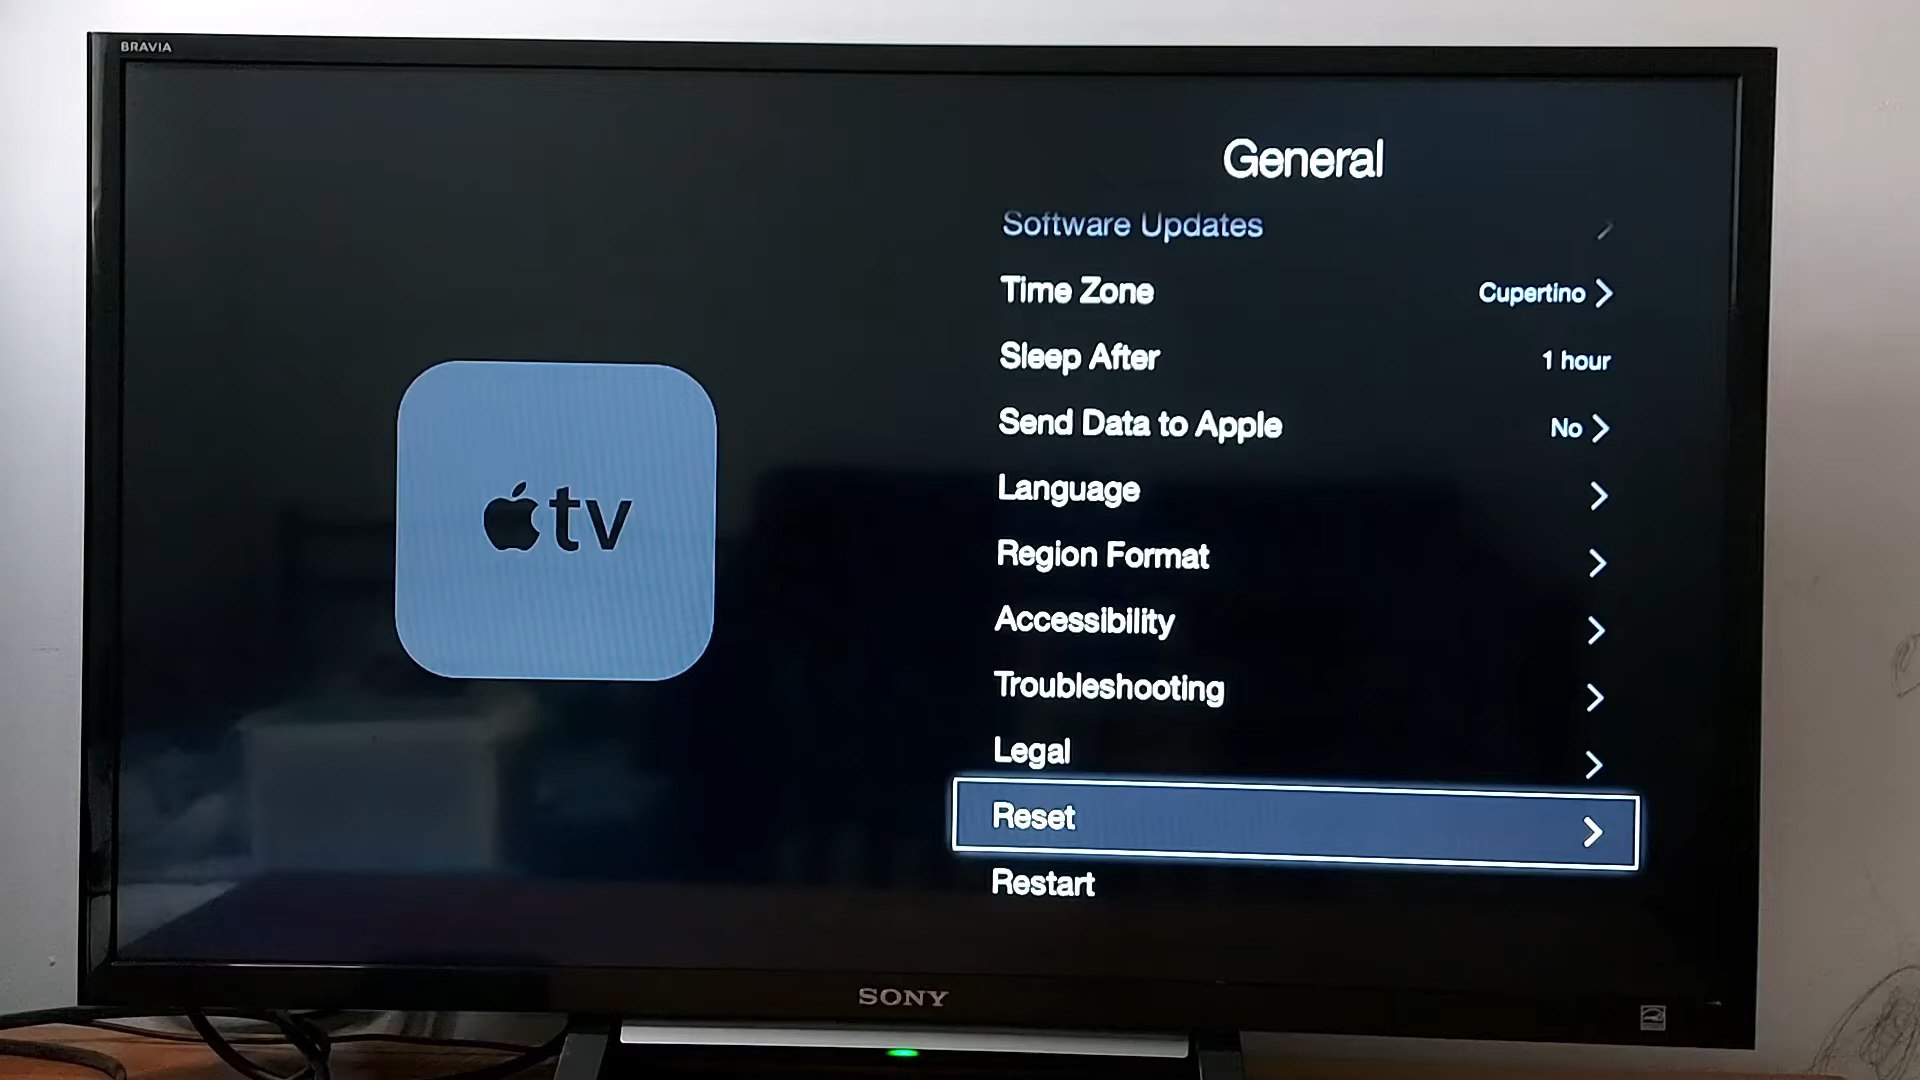 BRAVIA
General
Software Updates
Time Zone Cupertino
Sleep After 1 hour
Send Data to Apple No
Language
Region Format
Accessibility
Troubleshooting
Legal
Reset
Restart
tv
SONY